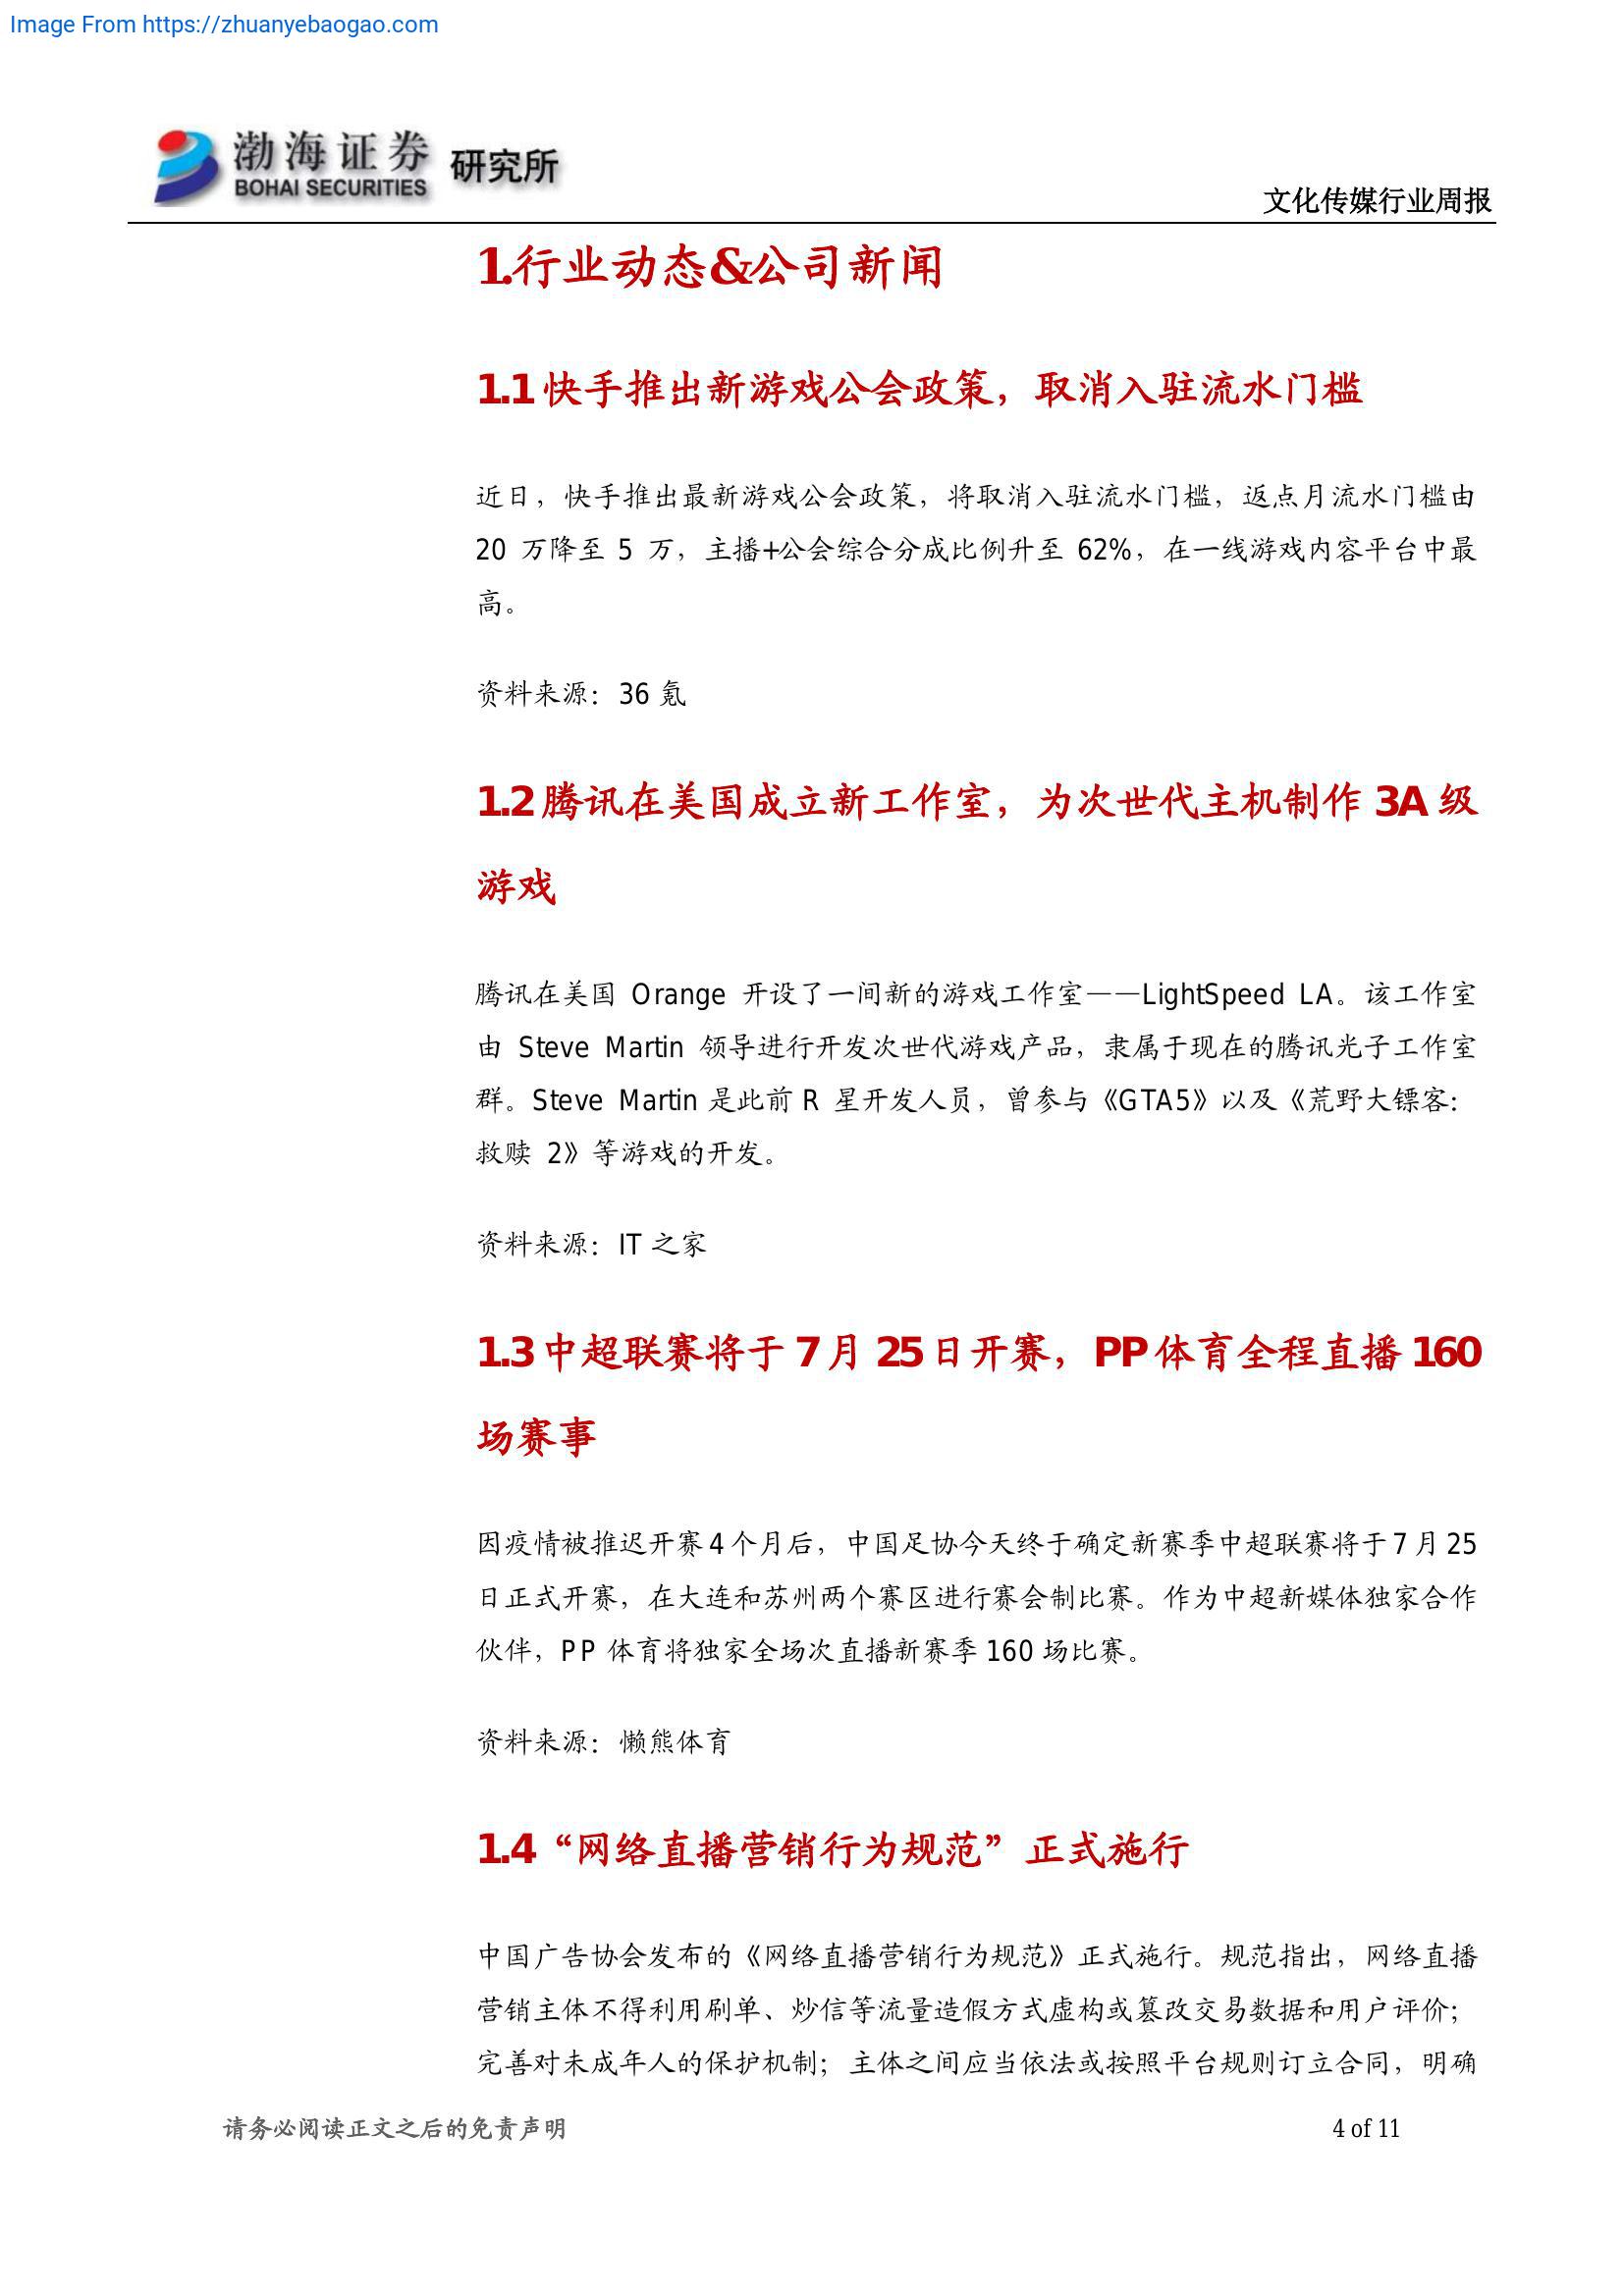 Image From https://zhuanyebaogao.com
渤海证券 研究所
BOHAI SECURITIES
文化传媒行业周报
1.行业动态&公司新闻
1.1 快手推出新游戏公会政策，取消入驻流水门槛
近日，快手推出最新游戏公会政策，将取消入驻流水门槛，返点月流水门槛由
20 万降至 5 万，主播+公会综合分成比例升至 62%，在一线游戏内容平台中最
高。
资料来源：36 氪
1.2 腾讯在美国成立新工作室，为次世代主机制作 3A 级
游戏
腾讯在美国 Orange 开设了一间新的游戏工作室——LightSpeed LA。该工作室
由 Steve Martin 领导进行开发次世代游戏产品，隶属于现在的腾讯光子工作室
群。Steve Martin 是此前 R 星开发人员，曾参与《GTA5》以及《荒野大镖客：
救赎 2》等游戏的开发。
资料来源：IT 之家
1.3 中超联赛将于 7 月 25 日开赛，PP 体育全程直播 160
场赛事
因疫情被推迟开赛 4 个月后，中国足协今天终于确定新赛季中超联赛将于 7 月 25
日正式开赛，在大连和苏州两个赛区进行赛会制比赛。作为中超新媒体独家合作
伙伴，PP 体育将独家全场次直播新赛季 160 场比赛。
资料来源：懒熊体育
1.4 “网络直播营销行为规范”正式施行
中国广告协会发布的《网络直播营销行为规范》正式施行。规范指出，网络直播
营销主体不得利用刷单、炒信等流量造假方式虚构或篡改交易数据和用户评价；
完善对未成年人的保护机制；主体之间应当依法或按照平台规则订立合同，明确
请务必阅读正文之后的免责声明
4 of 11